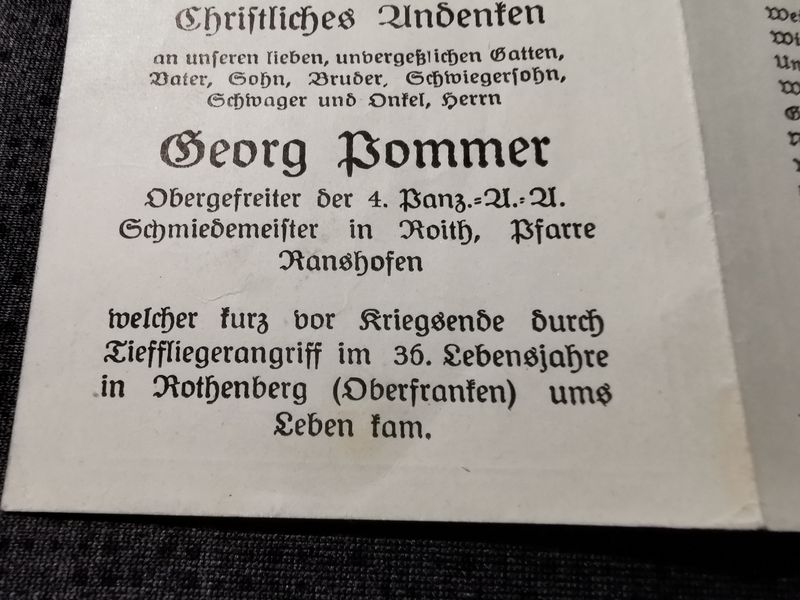 Christliches Andenken
an unseren lieben, unvergeßlichen Gatten,
Vater, Sohn, Bruder, Schwiegersohn,
Schwager und Onkel, Herrn
Georg Pommer
Obergefreiter der 4. Panz.=A.=A.
Schmiedemeister in Roith, Pfarre
Ranshofen
welcher kurz vor Kriegsende durch
Tieffliegerangriff im 36. Lebensjahre
in Rothenberg (Oberfranken) ums
Leben kam.